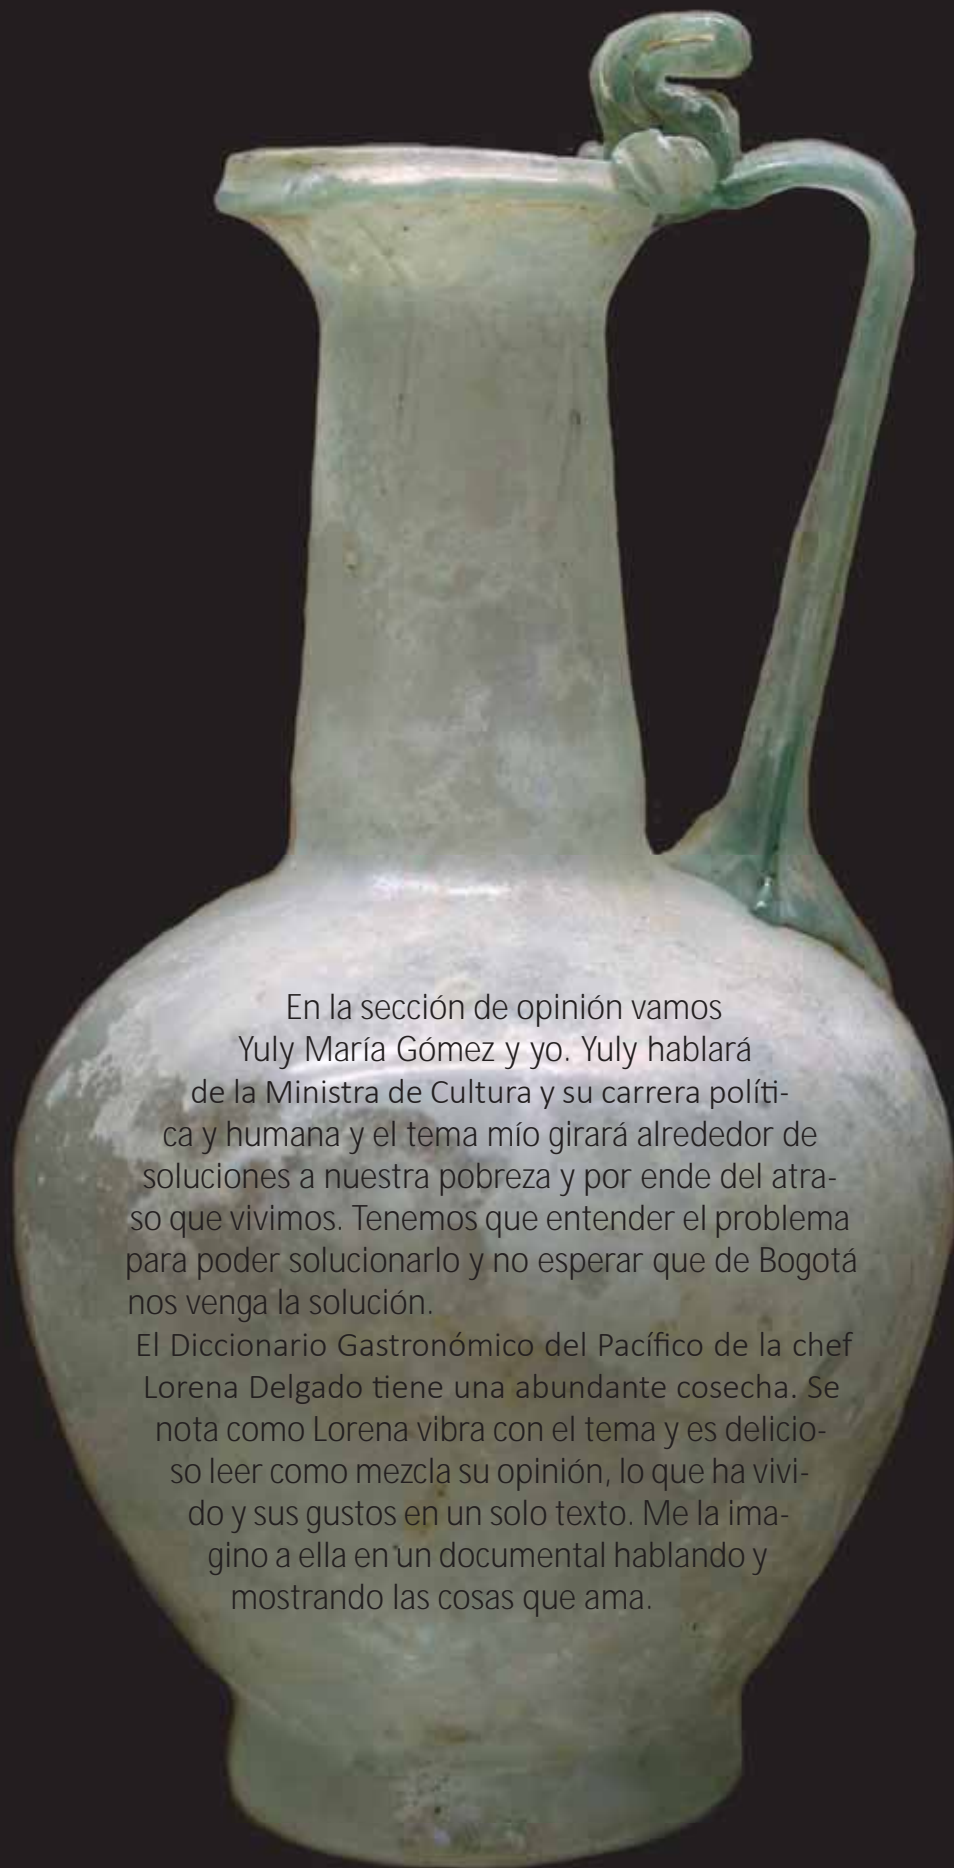 En la sección de opinión vamos
Yuly María Gómez y yo. Yuly hablará
de la Ministra de Cultura y su carrera políti-
ca y humana y el tema mío girará alrededor de
soluciones a nuestra pobreza y por ende del atra-
so que vivimos. Tenemos que entender el problema
para poder solucionarlo y no esperar que de Bogotá
nos venga la solución.
El Diccionario Gastronómico del Pacífico de la chef
Lorena Delgado tiene una abundante cosecha. Se
nota como Lorena vibra con el tema y es delicio-
so leer como mezcla su opinión, lo que ha vivi-
do y sus gustos en un solo texto. Me la ima-
gino a ella en un documental hablando y
mostrando las cosas que ama.